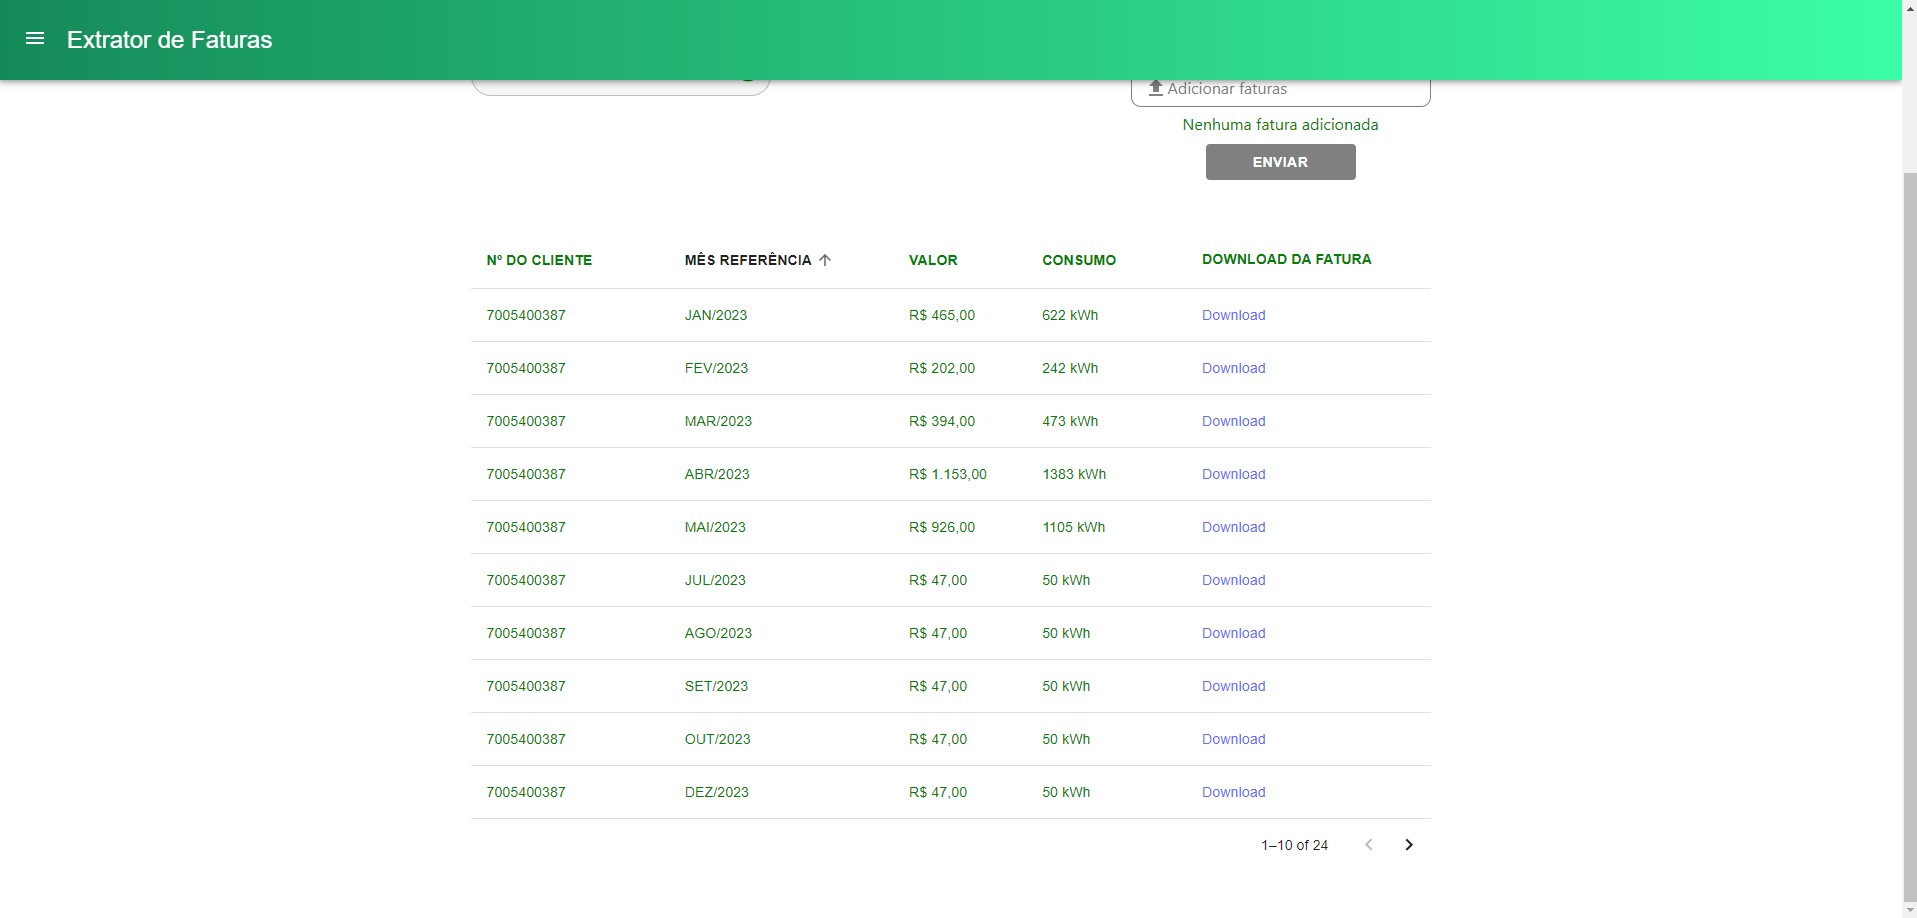 Extrator de Faturas
Adicionar faturas
Nenhuma fatura adicionada
ENVIAR
Nº DO CLIENTE MÊS REFERÊNCIA VALOR CONSUMO DOWNLOAD DA FATURA
7005400387 JAN/2023 R$ 465,00 622 kWh Download
7005400387 FEV/2023 R$ 202,00 242 kWh Download
7005400387 MAR/2023 R$ 394,00 473 kWh Download
7005400387 ABR/2023 R$ 1.153,00 1383 kWh Download
7005400387 MAI/2023 R$ 926,00 1105 kWh Download
7005400387 JUL/2023 R$ 47,00 50 kWh Download
7005400387 AGO/2023 R$ 47,00 50 kWh Download
7005400387 SET/2023 R$ 47,00 50 kWh Download
7005400387 OUT/2023 R$ 47,00 50 kWh Download
7005400387 DEZ/2023 R$ 47,00 50 kWh Download
1–10 of 24